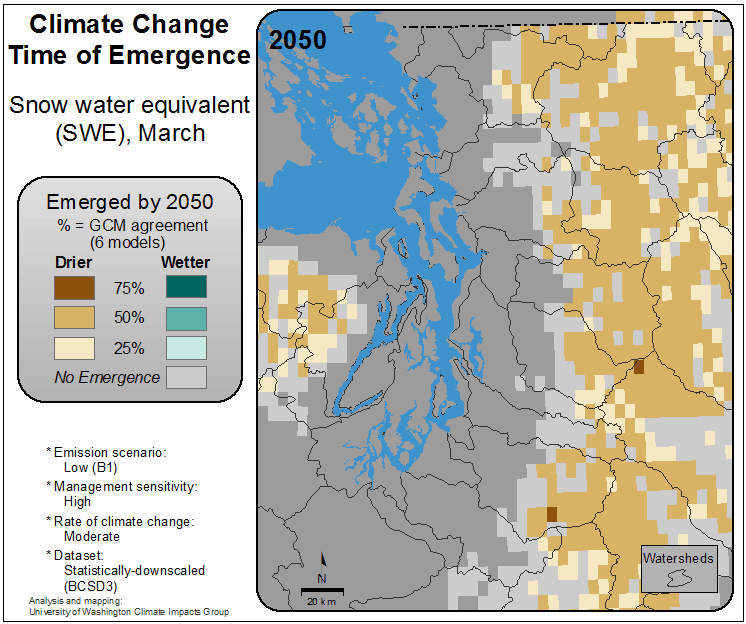 Climate Change
Time of Emergence
Snow water equivalent
(SWE), March
Emerged by 2050
% = GCM agreement
(6 models)
Drier Wetter
75%
50%
25%
No Emergence
* Emission scenario:
Low (B1)
* Management sensitivity:
High
* Rate of climate change:
Moderate
* Dataset:
Statistically-downscaled
(BCSD3)
Analysis and mapping:
University of Washington Climate Impacts Group
2050
N
20 km
Watersheds